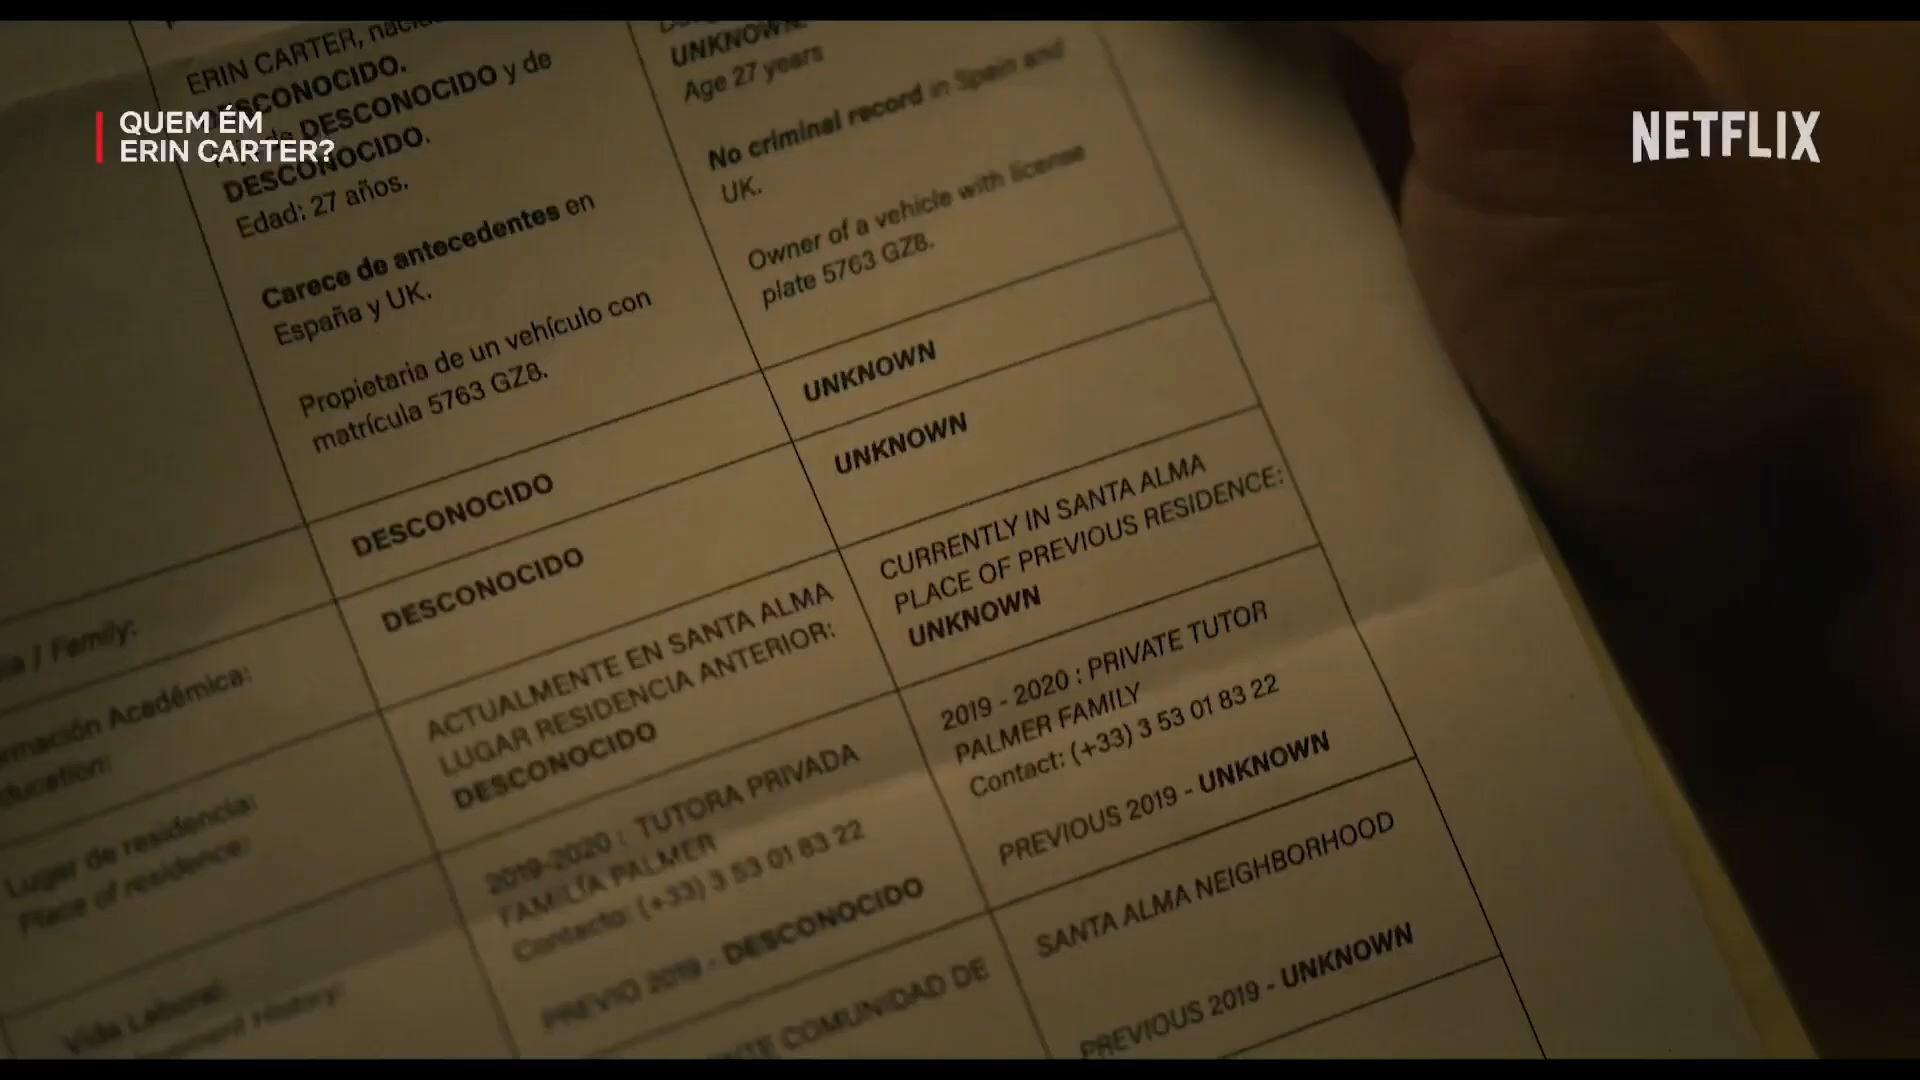 QUEM ÉM
ERIN CARTER?
NETFLIX
ERIN CARTER,
DESCONOCIDO.
DESCONOCIDO y de
DESCONOCIDO.
Edad: 27 años.
Carece de antecedentes en
España y UK.
Propietaria de un vehículo con
matrícula 5763 GZ8.
UNKNOWN.
Age 27 years
No criminal record in Spain and
UK.
Owner of a vehicle with license
plate 5763 GZ8.
/ Family:
DESCONOCIDO
UNKNOWN
Académica:
DESCONOCIDO
UNKNOWN
Lugar de residencia:
Place of residence:
ACTUALMENTE EN SANTA ALMA
LUGAR RESIDENCIA ANTERIOR:
DESCONOCIDO
CURRENTLY IN SANTA ALMA
PLACE OF PREVIOUS RESIDENCE:
UNKNOWN
Vida Laboral:
History:
2019-2020 : TUTORA PRIVADA
FAMILIA PALMER
Contacto: (+33) 3 53 01 83 22
PREVIO 2019 - DESCONOCIDO
2019 - 2020 : PRIVATE TUTOR
PALMER FAMILY
Contact: (+33) 3 53 01 83 22
PREVIOUS 2019 - UNKNOWN
COMUNIDAD DE
SANTA ALMA NEIGHBORHOOD
PREVIOUS 2019 - UNKNOWN